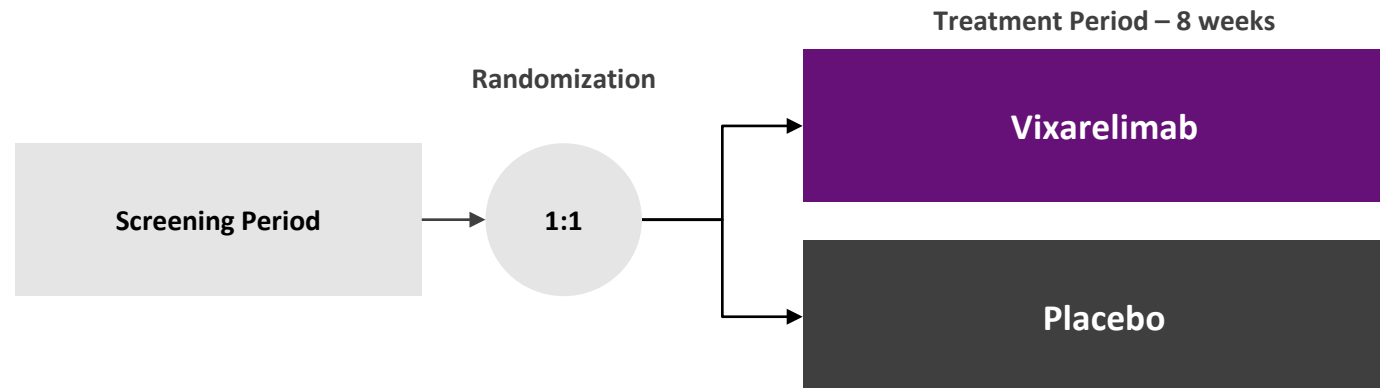 Treatment Period – 8 weeks
Randomization
Vixarelimab
Screening Period
1:1
Placebo